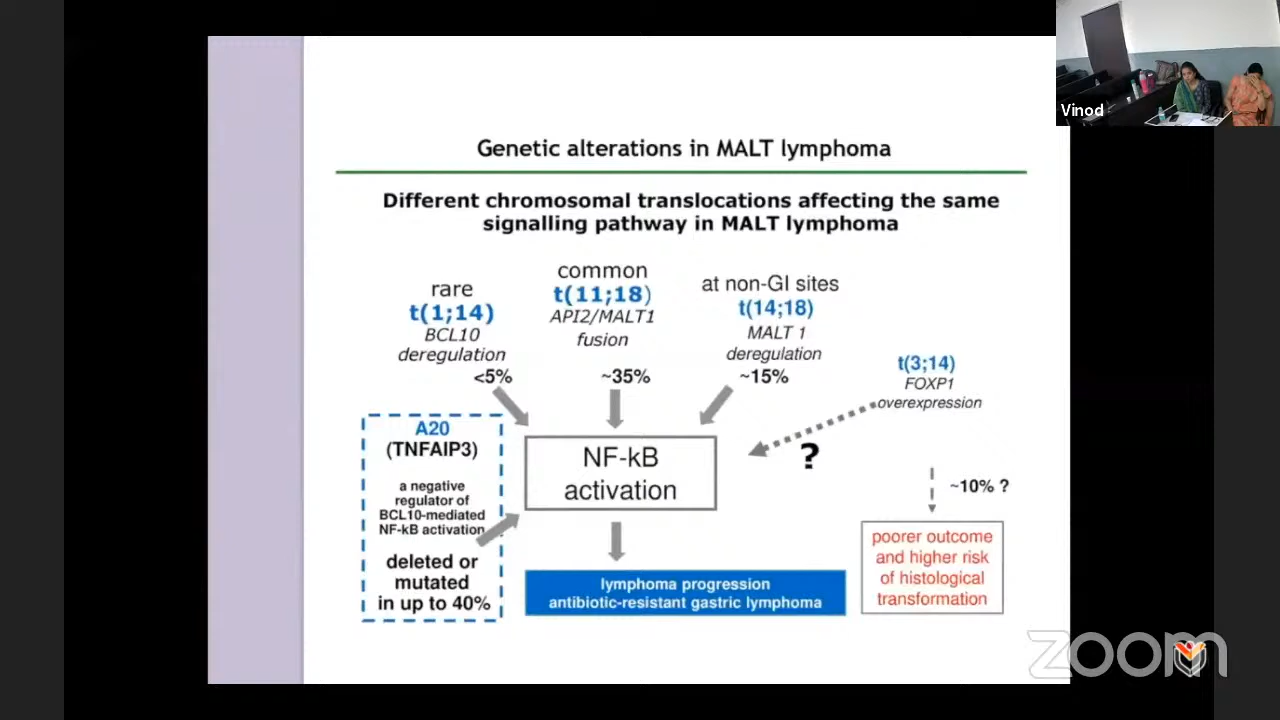 Vinod
Genetic alterations in MALT lymphoma
Different chromosomal translocations affecting the same
signalling pathway in MALT lymphoma
rare
t(1;14)
BCL10
deregulation
<5%
common
t(11;18)
API2/MALT1
fusion
~35%
at non-GI sites
t(14;18)
MALT 1
deregulation
~15%
t(3;14)
FOXP1
overexpression
A20
(TNFAIP3)
a negative
regulator of
BCL10-mediated
NF-kB activation
deleted or
mutated
in up to 40%
NF-kB
activation
?
~10% ?
lymphoma progression
antibiotic-resistant gastric lymphoma
poorer outcome
and higher risk
of histological
transformation
zoom